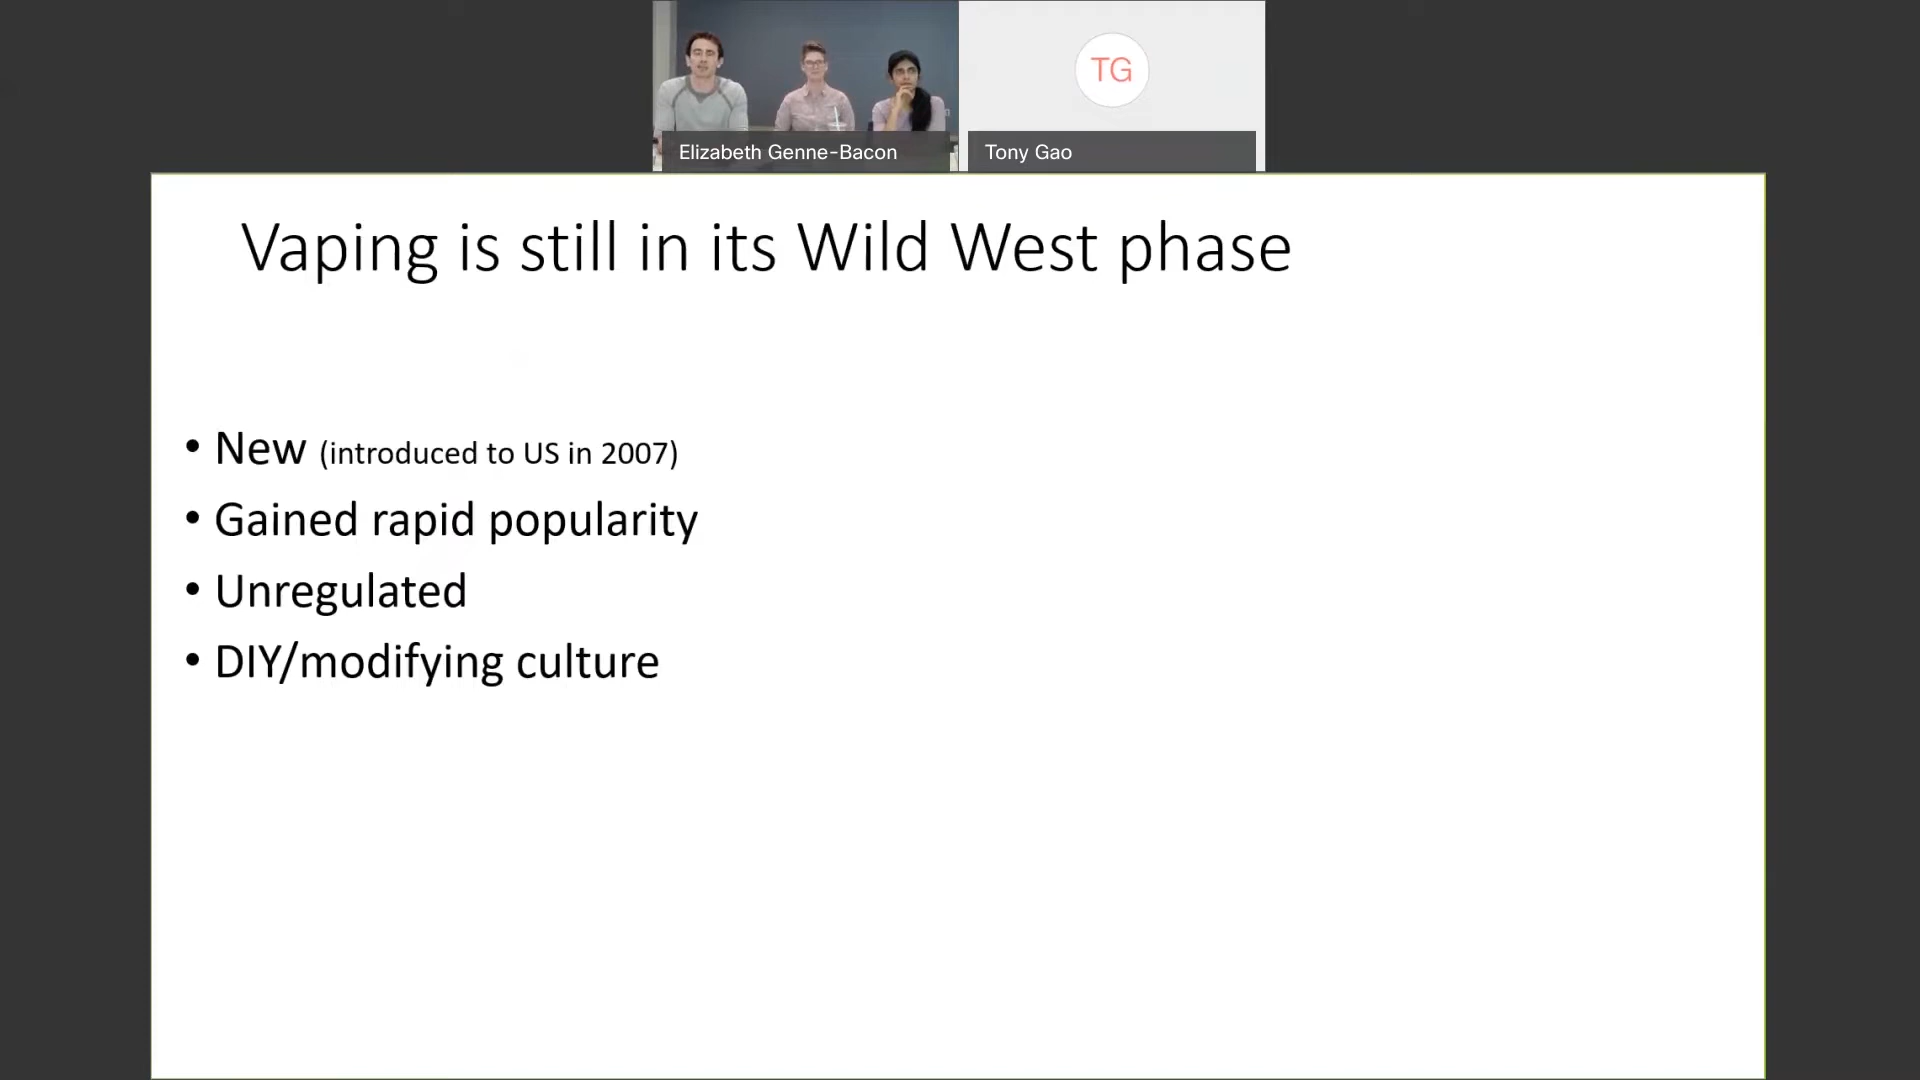 TG
Elizabeth Genne-Bacon
Tony Gao
Vaping is still in its Wild West phase
• New (introduced to US in 2007)
• Gained rapid popularity
• Unregulated
• DIY/modifying culture